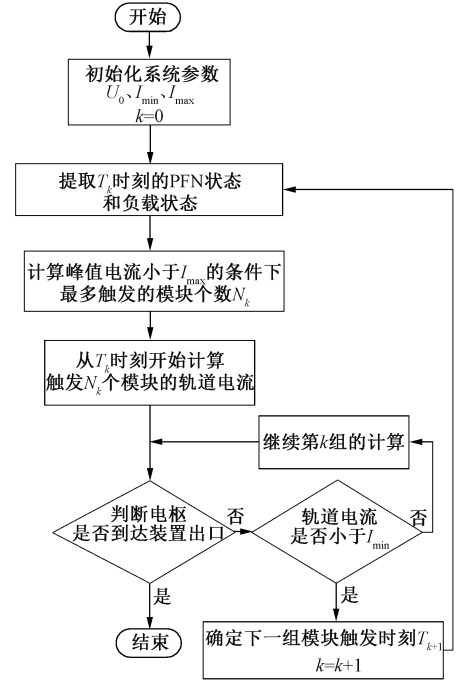 开始
初始化系统参数
U₀、Iₘᵢₙ、Iₘₐₓ
k=0
提取Tₖ时刻的PFN状态
和负载状态
计算峰值电流小于Iₘₐₓ的条件下
最多触发的模块个数Nₖ
从Tₖ时刻开始计算
触发Nₖ个模块的轨道电流
继续第k组的计算
判断电枢
是否到达装置出口
否
轨道电流
是否小于Iₘᵢₙ
否
是
是
结束
确定下一组模块触发时刻Tₖ₊₁
k=k+1